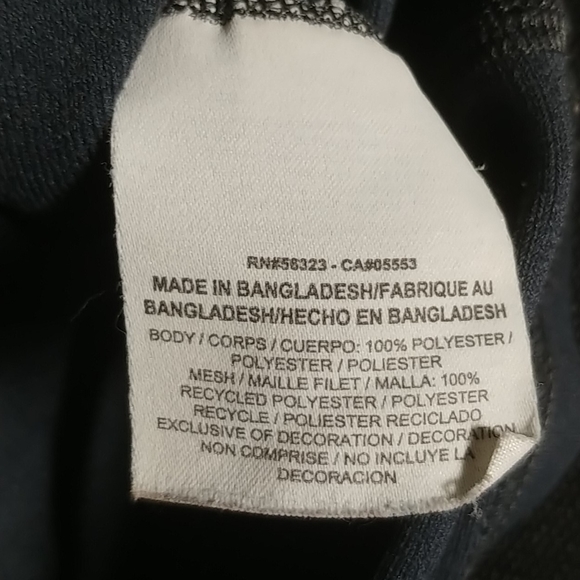 RN#56323 - CA#05553
MADE IN BANGLADESH/FABRIQUE AU
BANGLADESH/HECHO EN BANGLADESH
BODY / CORPS / CUERPO: 100% POLYESTER /
POLYESTER / POLIESTER
MESH / MAILLE FILET / MALLA: 100%
RECYCLED POLYESTER / POLYESTER
RECYCLE / POLIESTER RECICLADO
EXCLUSIVE OF DECORATION / DECORATION
NON COMPRISE / NO INCLUYE LA
DECORACION